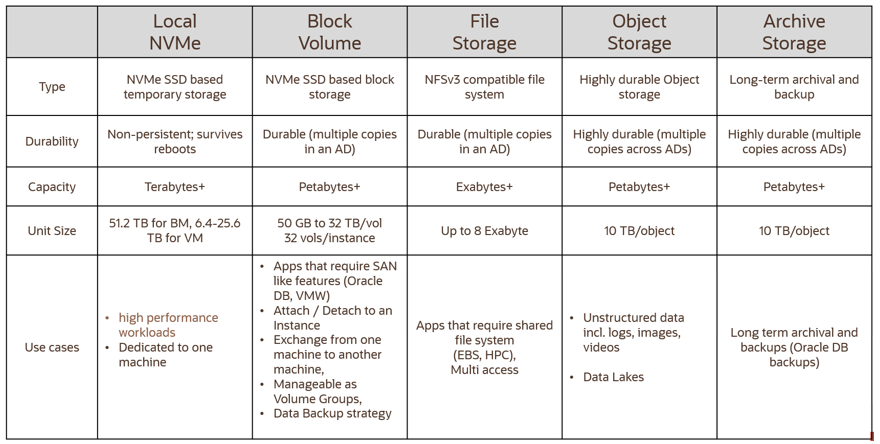 Local
NVMe
Block
Volume
File
Storage
Object
Storage
Archive
Storage
Type
NVMe SSD based
temporary storage
NVMe SSD based block
storage
NFSv3 compatible file
system
Highly durable Object
storage
Long-term archival and
backup
Durability
Non-persistent; survives
reboots
Durable (multiple copies
in an AD)
Durable (multiple copies
in an AD)
Highly durable (multiple
copies across ADs)
Highly durable (multiple
copies across ADs)
Capacity
Terabytes+
Petabytes+
Exabytes+
Petabytes+
Petabytes+
Unit Size
51.2 TB for BM, 6.4-25.6
TB for VM
50 GB to 32 TB/vol
32 vols/instance
Up to 8 Exabyte
10 TB/object
10 TB/object
Use cases
• high performance
workloads
• Dedicated to one
machine
• Apps that require SAN
like features (Oracle
DB, VMW)
• Attach / Detach to an
Instance
• Exchange from one
machine to another
machine,
• Manageable as
Volume Groups,
• Data Backup strategy
Apps that require shared
file system
(EBS, HPC),
Multi access
• Unstructured data
incl. logs, images,
videos
• Data Lakes
Long term archival and
backups (Oracle DB
backups)